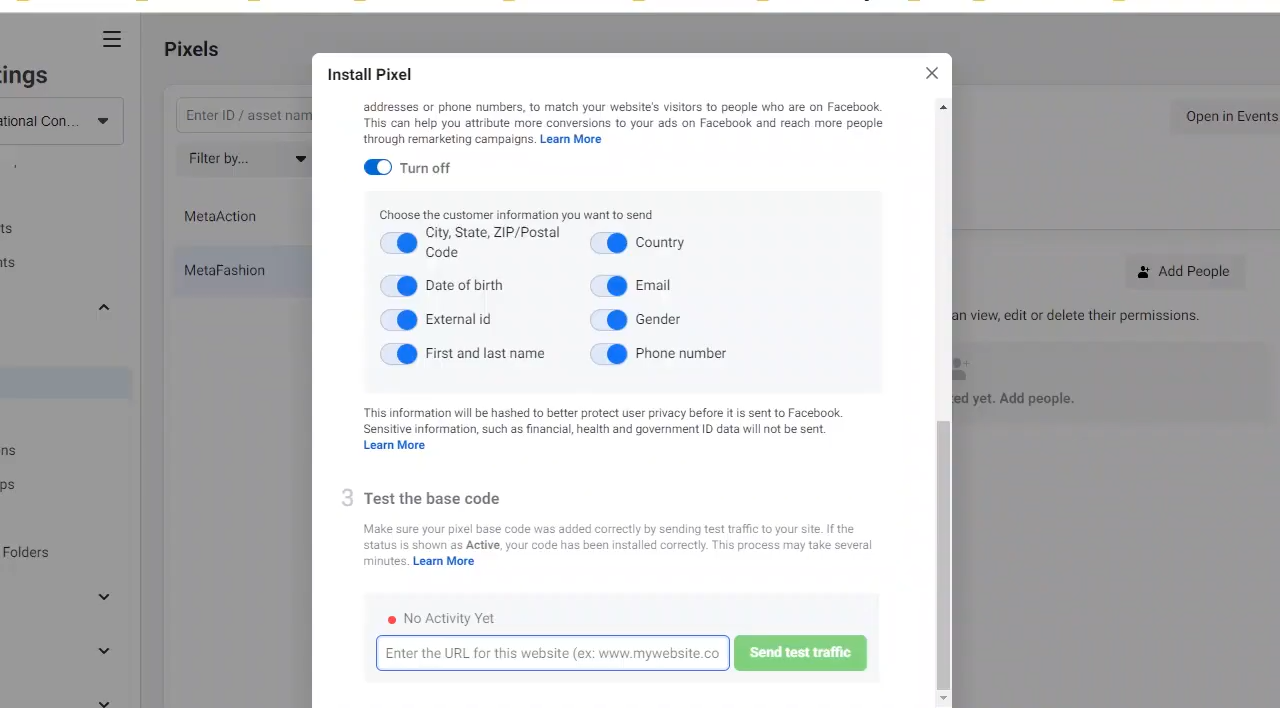 Pixels
tings
ational Con...
Enter ID / asset nam
Filter by...
MetaAction
MetaFashion
ts
nts
ns
ps
Folders
Open in Events
Add People
an view, edit or delete their permissions.
ed yet. Add people.
Install Pixel
addresses or phone numbers, to match your website's visitors to people who are on Facebook.
This can help you attribute more conversions to your ads on Facebook and reach more people
through remarketing campaigns. Learn More
Turn off
Choose the customer information you want to send
City, State, ZIP/Postal
Code
Country
Date of birth
Email
External id
Gender
First and last name
Phone number
This information will be hashed to better protect user privacy before it is sent to Facebook.
Sensitive information, such as financial, health and government ID data will not be sent.
Learn More
3 Test the base code
Make sure your pixel base code was added correctly by sending test traffic to your site. If the
status is shown as Active, your code has been installed correctly. This process may take several
minutes. Learn More
No Activity Yet
Enter the URL for this website (ex: www.mywebsite.co
Send test traffic